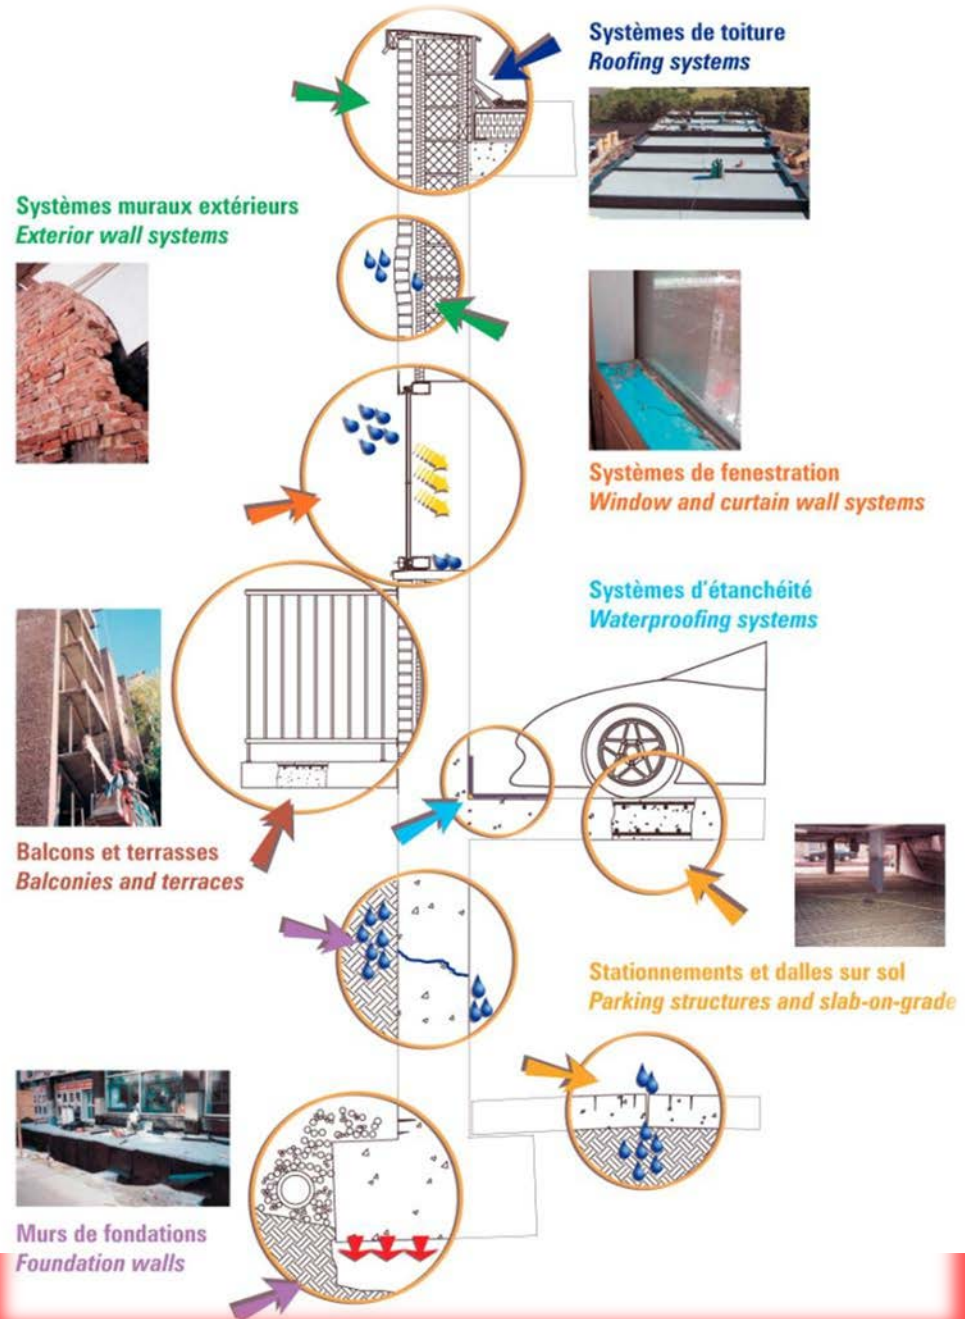 Systèmes de toiture
Roofing systems
Systèmes muraux extérieurs
Exterior wall systems
Systèmes de fenestration
Window and curtain wall systems
Systèmes d'étanchéité
Waterproofing systems
Balcons et terrasses
Balconies and terraces
Stationnements et dalles sur sol
Parking structures and slab-on-grade
Murs de fondations
Foundation walls